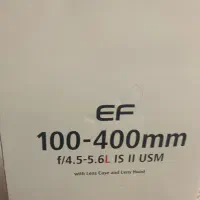 EF
100-400mm
f/4.5-5.6L IS II USM
with Lens Case and Lens Hood